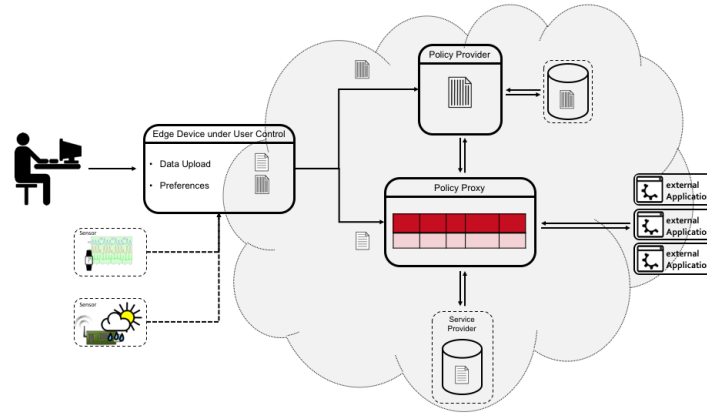 Policy Provider
Edge Device under User Control
• Data Upload
• Preferences
Policy Proxy
external
Applicatio
external
Applicatio
external
Applicatio
Sensor
Sensor
Service
Provider